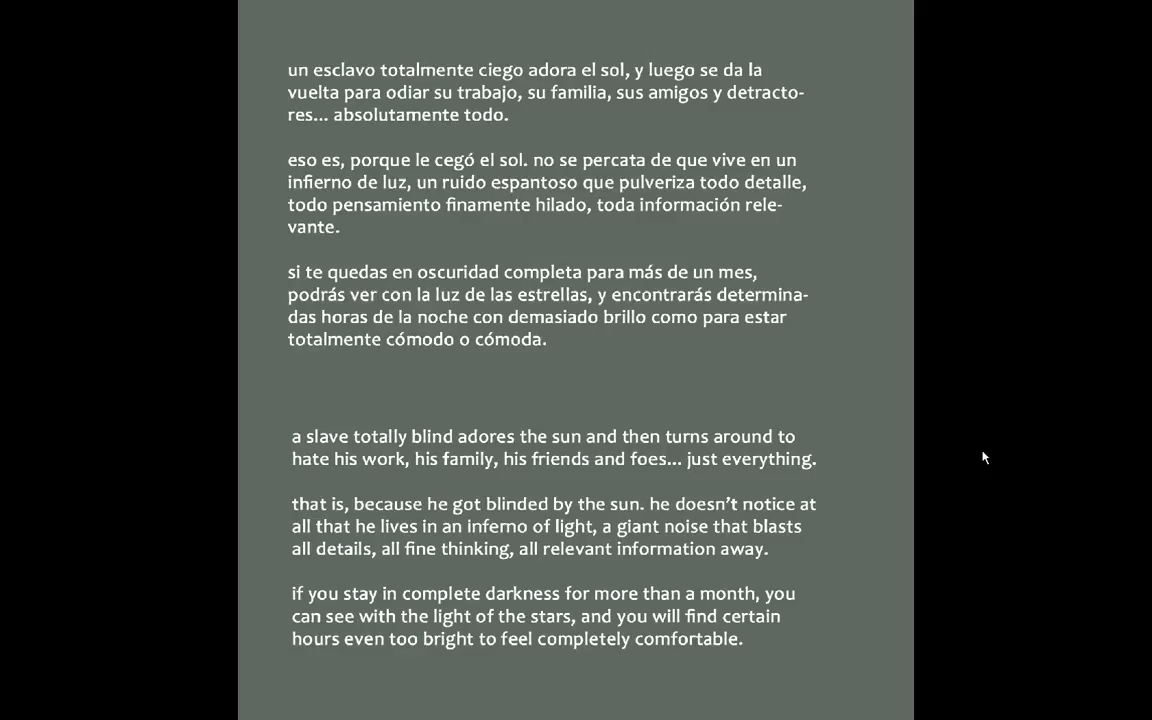 un esclavo totalmente ciego adora el sol, y luego se da la
vuelta para odiar su trabajo, su familia, sus amigos y detracto-
res... absolutamente todo.
eso es, porque le cegó el sol. no se percata de que vive en un
infierno de luz, un ruido espantoso que pulveriza todo detalle,
todo pensamiento finamente hilado, toda información rele-
vante.
si te quedas en oscuridad completa para más de un mes,
podrás ver con la luz de las estrellas, y encontrarás determina-
das horas de la noche con demasiado brillo como para estar
totalmente cómodo o cómoda.
a slave totally blind adores the sun and then turns around to
hate his work, his family, his friends and foes... just everything.
that is, because he got blinded by the sun. he doesn't notice at
all that he lives in an inferno of light, a giant noise that blasts
all details, all fine thinking, all relevant information away.
if you stay in complete darkness for more than a month, you
can see with the light of the stars, and you will find certain
hours even too bright to feel completely comfortable.